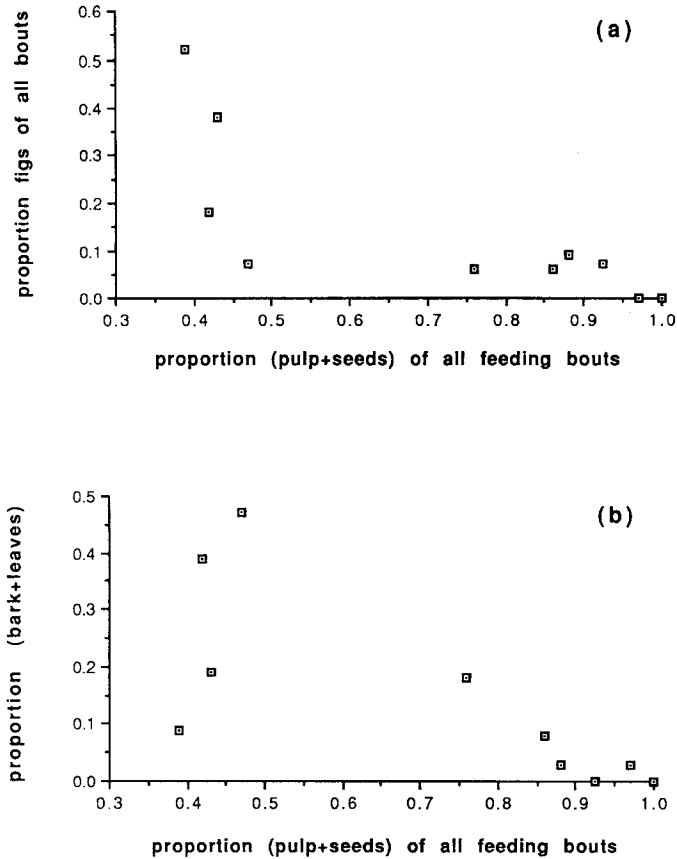 (a)
proportion figs of all bouts
0.6
0.5
0.4
0.3
0.2
0.1
0.0
0.3 0.4 0.5 0.6 0.7 0.8 0.9 1.0
proportion (pulp+seeds) of all feeding bouts
(b)
proportion (bark+leaves)
0.5
0.4
0.3
0.2
0.1
0.0
0.3 0.4 0.5 0.6 0.7 0.8 0.9 1.0
proportion (pulp+seeds) of all feeding bouts